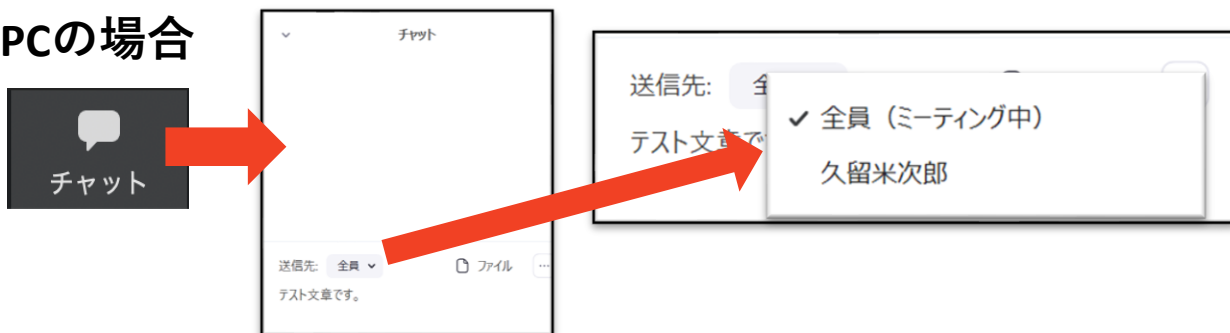 PCの場合
チャット
チャット
送信先: 全員
ファイル
テスト文章です。
送信先:
テスト文章で
✓ 全員（ミーティング中）
久留米次郎